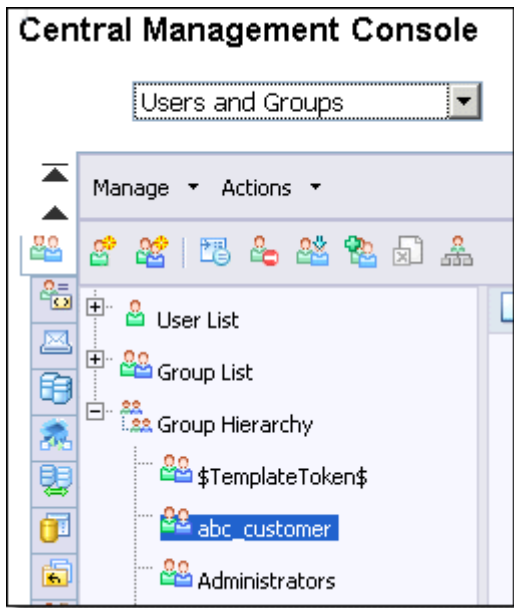 Central Management Console
Users and Groups
Manage Actions
User List
Group List
Group Hierarchy
$TemplateToken$
abc_customer
Administrators